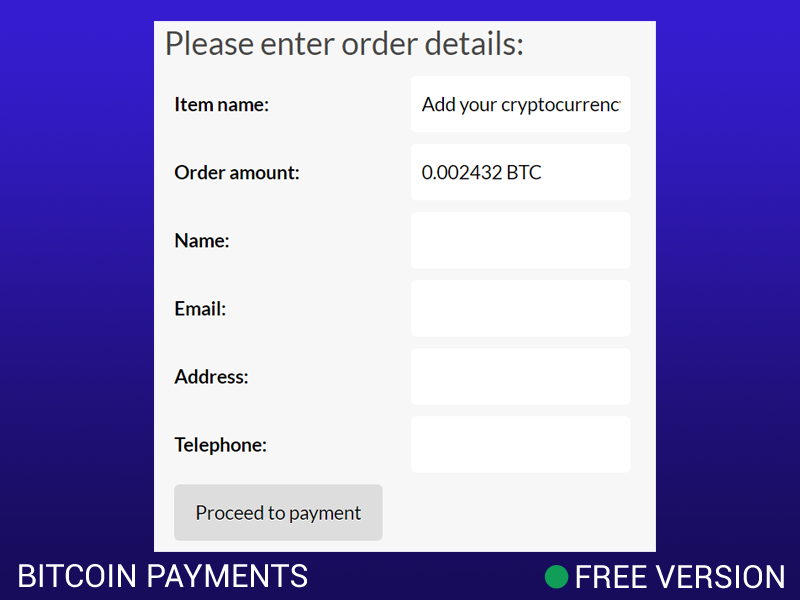 Please enter order details:
Item name: Add your cryptocurrenc
Order amount: 0.002432 BTC
Name:
Email:
Address:
Telephone:
Proceed to payment
BITCOIN PAYMENTS FREE VERSION